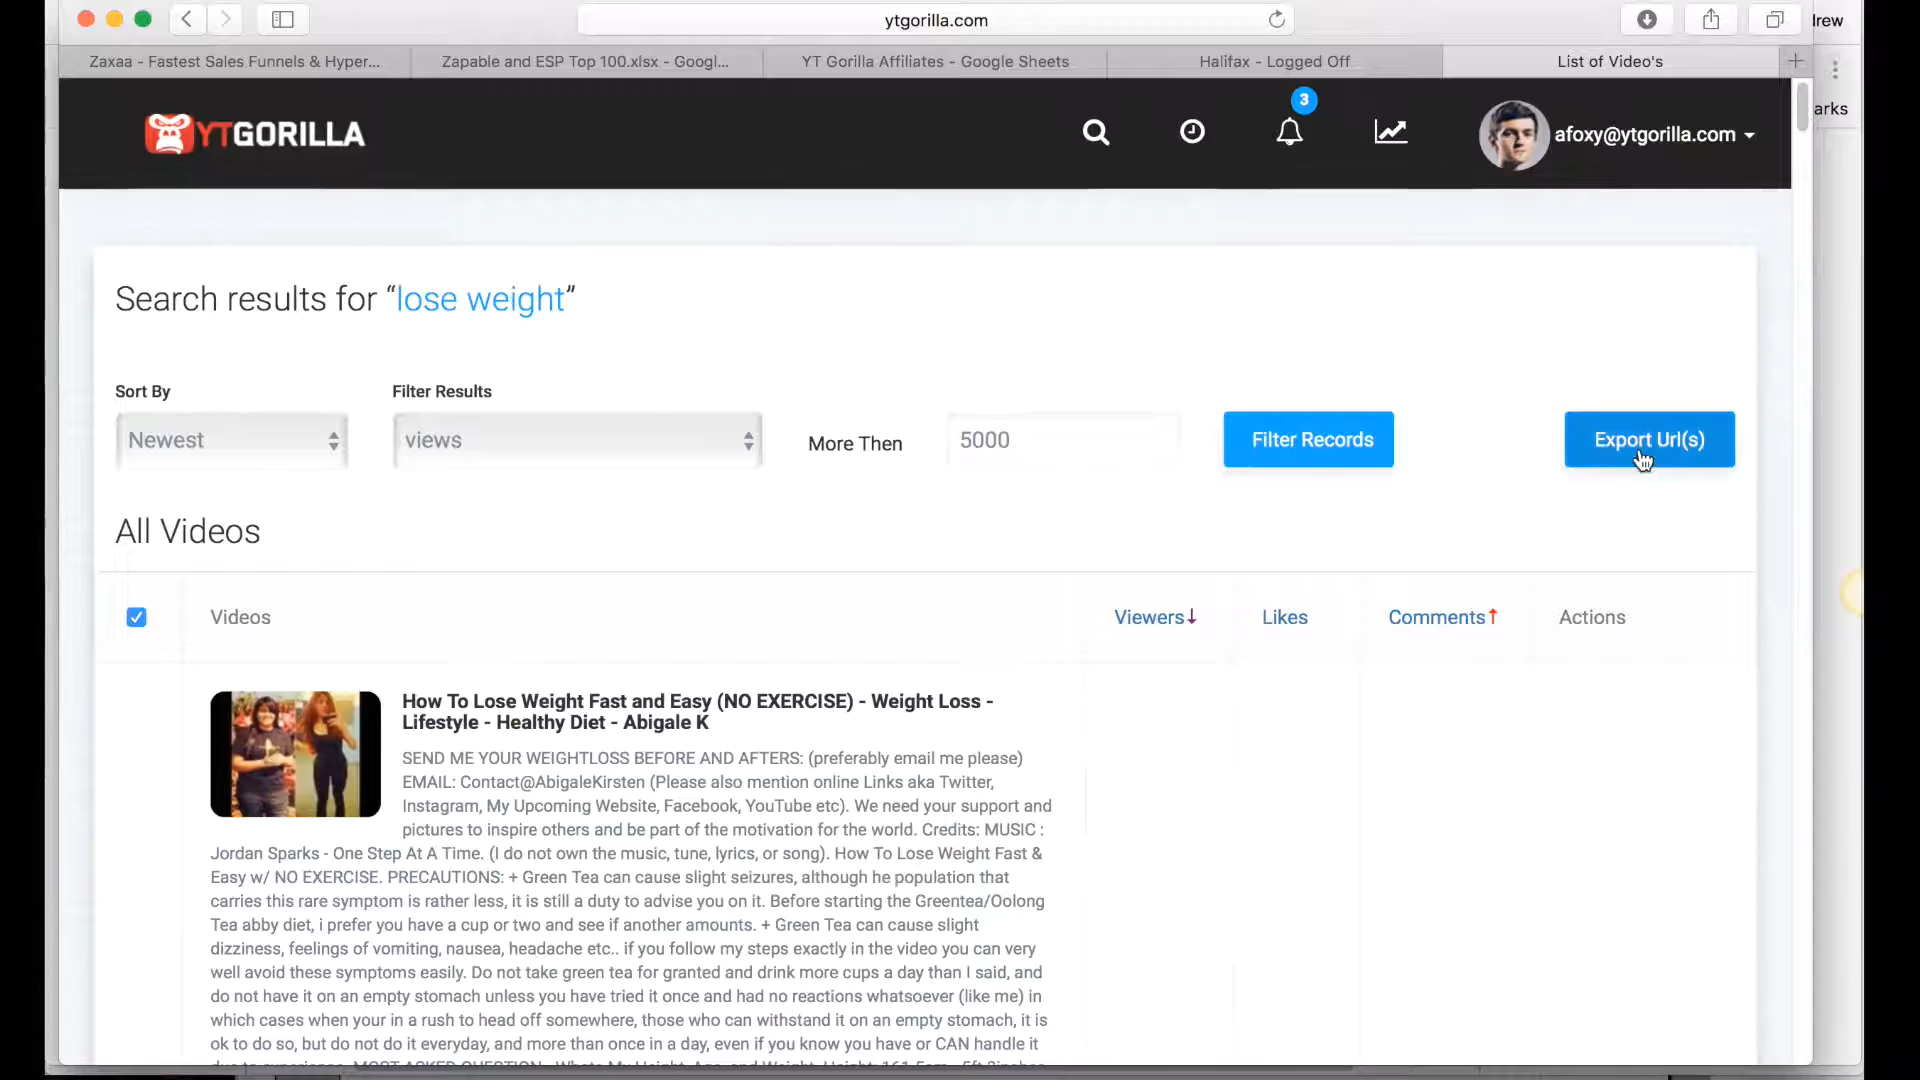 ytgorilla.com
drew
Zaxaa - Fastest Sales Funnels & Hyper...
Zapable and ESP Top 100.xlsx - Googl...
YT Gorilla Affiliates - Google Sheets
Halifax - Logged Off
List of Video's
arks
YTGORILLA
3
afoxy@ytgorilla.com
Search results for “lose weight”
Sort By
Filter Results
Newest
views
More Then
5000
Filter Records
Export Url(s)
All Videos
Videos
Viewers
Likes
Comments
Actions
How To Lose Weight Fast and Easy (NO EXERCISE) - Weight Loss -
Lifestyle - Healthy Diet - Abigale K
SEND ME YOUR WEIGHTLOSS BEFORE AND AFTERS: (preferably email me please)
EMAIL: Contact@AbigaleKirsten (Please also mention online Links aka Twitter,
Instagram, My Upcoming Website, Facebook, YouTube etc). We need your support and
pictures to inspire others and be part of the motivation for the world. Credits: MUSIC :
Jordan Sparks - One Step At A Time. (I do not own the music, tune, lyrics, or song). How To Lose Weight Fast &
Easy w/ NO EXERCISE. PRECAUTIONS: + Green Tea can cause slight seizures, although he population that
carries this rare symptom is rather less, it is still a duty to advise you on it. Before starting the Greentea/Oolong
Tea abby diet, i prefer you have a cup or two and see if another amounts. + Green Tea can cause slight
dizziness, feelings of vomiting, nausea, headache etc.. if you follow my steps exactly in the video you can very
well avoid these symptoms easily. Do not take green tea for granted and drink more cups a day than I said, and
do not have it on an empty stomach unless you have tried it once and had no reactions whatsoever (like me) in
which cases when your in a rush to head off somewhere, those who can withstand it on an empty stomach, it is
ok to do so, but do not do it everyday, and more than once in a day, even if you know you have or CAN handle it